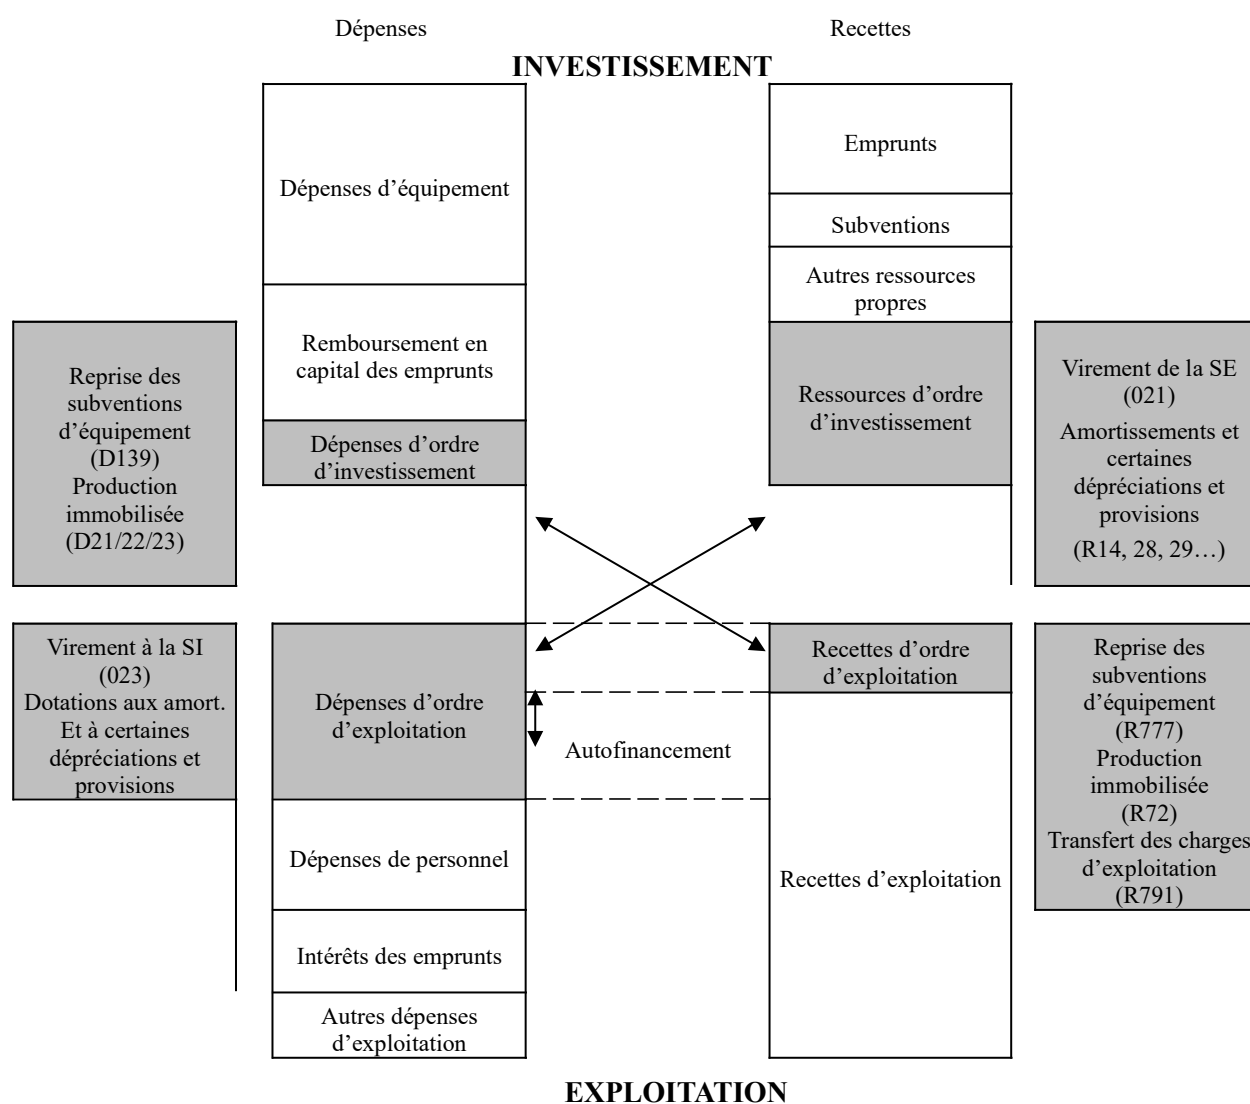 Dépenses
Recettes
INVESTISSEMENT
Dépenses d’équipement
Remboursement en
capital des emprunts
Dépenses d’ordre
d’investissement
Emprunts
Subventions
Autres ressources
propres
Ressources d’ordre
d’investissement
Reprise des
subventions
d’équipement
(D139)
Production
immobilisée
(D21/22/23)
Virement de la SE
(021)
Amortissements et
certaines
dépréciations et
provisions
(R14, 28, 29…)
Virement à la SI
(023)
Dotations aux amort.
Et à certaines
dépréciations et
provisions
Dépenses d’ordre
d’exploitation
Autofinancement
Dépenses de personnel
Intérêts des emprunts
Autres dépenses
d’exploitation
Recettes d’ordre
d’exploitation
Recettes d’exploitation
Reprise des
subventions
d’équipement
(R777)
Production
immobilisée
(R72)
Transfert des charges
d’exploitation
(R791)
EXPLOITATION